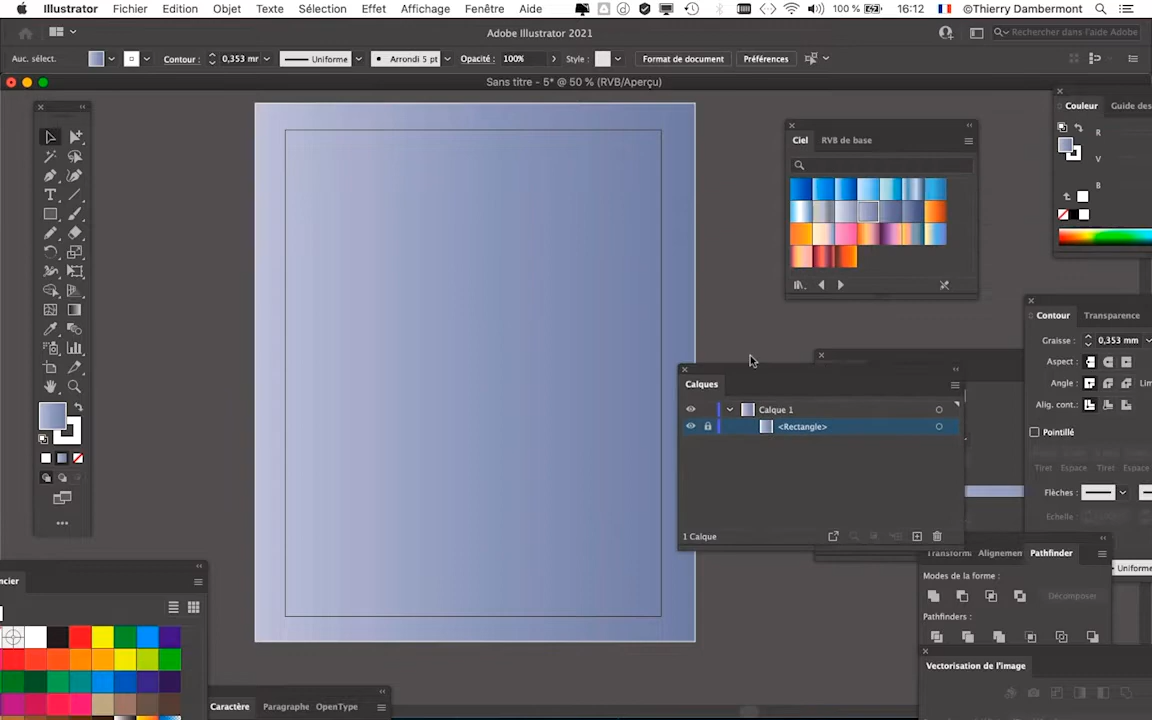 Illustrator Fichier Edition Objet Texte Sélection Effet Affichage Fenêtre Aide 100 % 16:12 ©Thierry Dambermont
Adobe Illustrator 2021 Rechercher dans l'aide Adobe
Auc. sélect. Contour : 0,353 mr Uniforme Arrondi 5 pt Opacité : 100% Style : Format de document Préférences
Sans titre - 5* @ 50 % (RVB/Aperçu)
Couleur Guide des
R
V
B
Ciel RVB de base
Contour Transparence
Graisse : 0,353 mm
Aspect :
Angle : Lim
Alig. cont. :
Pointillé
Tiret Espace Tiret Espace
Flèches :
Echelle :
Calques
Calque 1
<Rectangle>
1 Calque
Transform Alignemen Pathfinder
Uniforme
Modes de la forme :
Décomposer
Pathfinders :
Vectorisation de l'image
ncier
Caractère Paragraphe OpenType